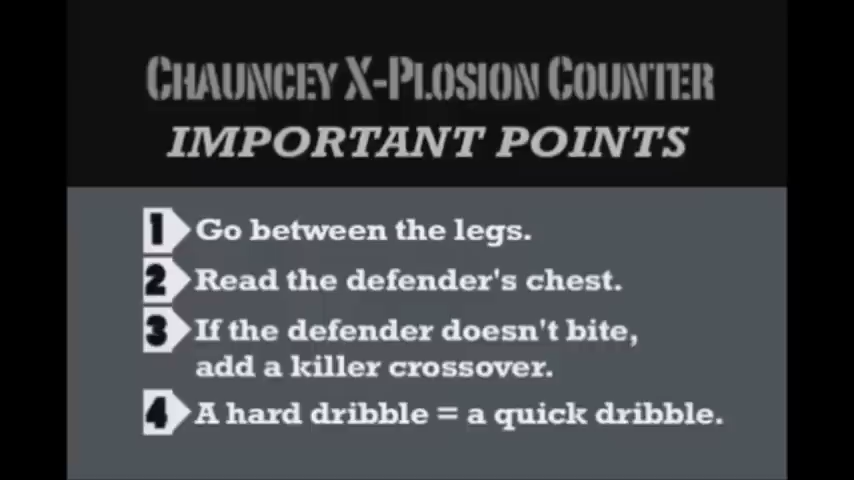 CHAUNCEY X-PLOSION COUNTER
IMPORTANT POINTS
1 Go between the legs.
2 Read the defender's chest.
3 If the defender doesn't bite,
add a killer crossover.
4 A hard dribble = a quick dribble.